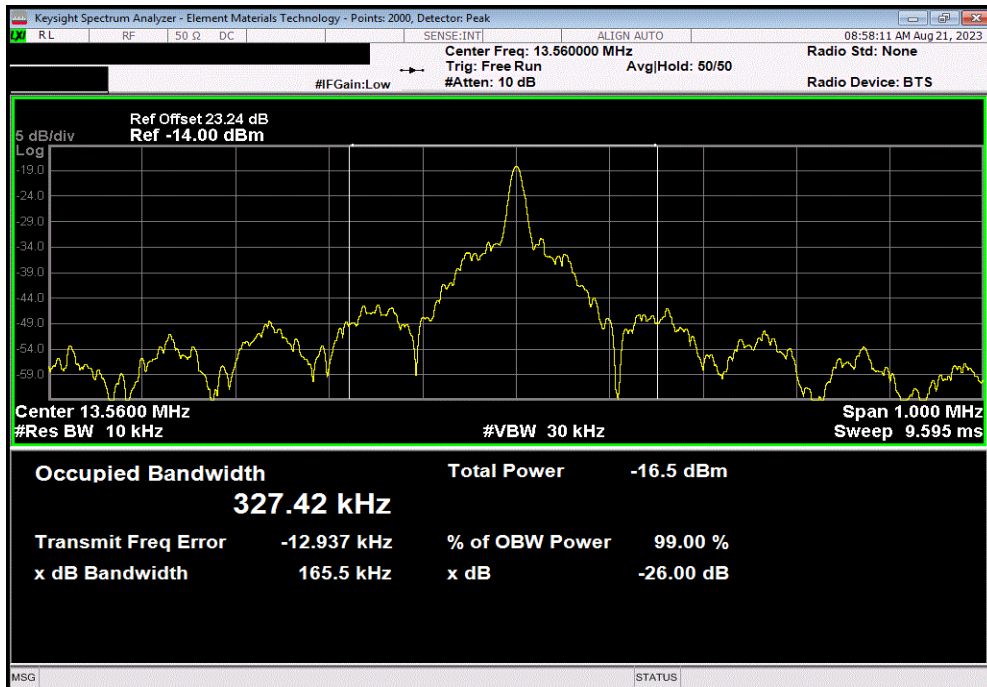 Keysight Spectrum Analyzer - Element Materials Technology - Points: 2000, Detector: Peak
LXI RL RF 50 Ω DC SENSE:INT ALIGN AUTO 08:58:11 AM Aug 21, 2023
Center Freq: 13.560000 MHz Radio Std: None
Trig: Free Run Avg|Hold: 50/50
#IFGain:Low #Atten: 10 dB Radio Device: BTS
Ref Offset 23.24 dB
5 dB/div Ref -14.00 dBm
Log
-19.0
-24.0
-29.0
-34.0
-39.0
-44.0
-49.0
-54.0
-59.0
Center 13.5600 MHz Span 1.000 MHz
#Res BW 10 kHz #VBW 30 kHz Sweep 9.595 ms
Occupied Bandwidth Total Power -16.5 dBm
327.42 kHz
Transmit Freq Error -12.937 kHz % of OBW Power 99.00 %
x dB Bandwidth 165.5 kHz x dB -26.00 dB
MSG STATUS